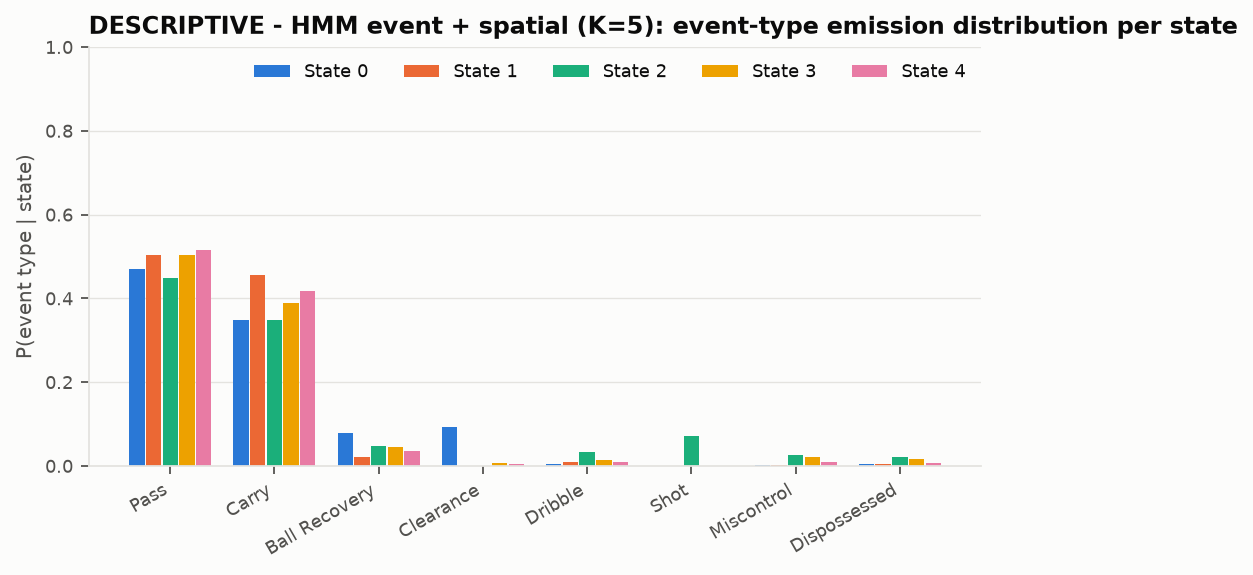 DESCRIPTIVE - HMM event + spatial (K=5): event-type emission distribution per state
State 0 State 1 State 2 State 3 State 4
P(event type | state)
1.0
0.8
0.6
0.4
0.2
0.0
Pass
Carry
Ball Recovery
Clearance
Dribble
Shot
Miscontrol
Dispossessed